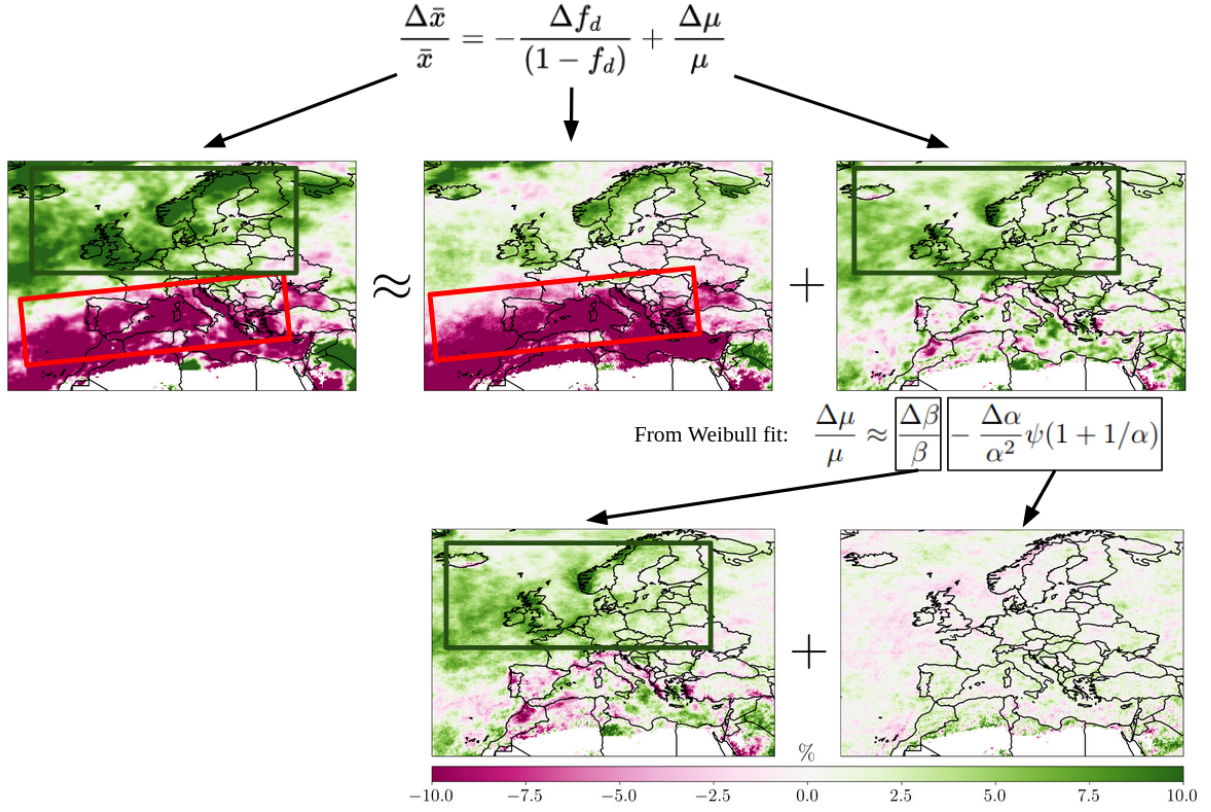 Δx̄/x̄ = −Δf_d/(1 − f_d) + Δμ/μ
≈
+
From Weibull fit: Δμ/μ ≈ Δβ/β − Δα/α² ψ(1 + 1/α)
+
%
−10.0 −7.5 −5.0 −2.5 0.0 2.5 5.0 7.5 10.0